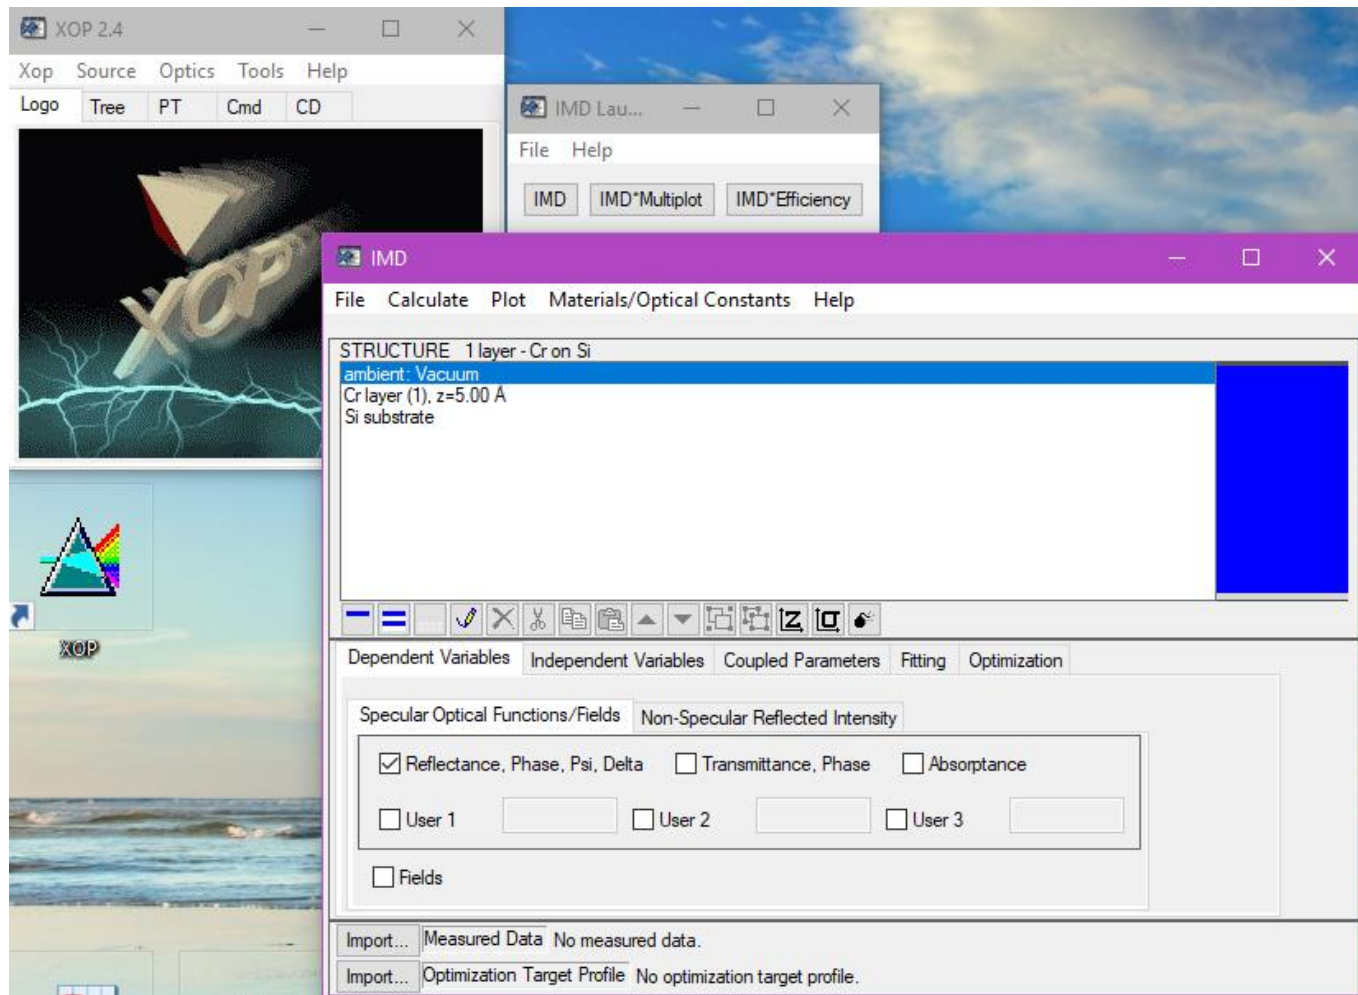 XOP 2.4
Xop Source Optics Tools Help
Logo Tree PT Cmd CD
XOP
IMD Lau...
File Help
IMD IMD*Multiplot IMD*Efficiency
IMD
File Calculate Plot Materials/Optical Constants Help
STRUCTURE 1 layer - Cr on Si
ambient: Vacuum
Cr layer (1), z=5.00 Å
Si substrate
XOP
Dependent Variables Independent Variables Coupled Parameters Fitting Optimization
Specular Optical Functions/Fields Non-Specular Reflected Intensity
Reflectance, Phase, Psi, Delta Transmittance, Phase Absorptance
User 1 User 2 User 3
Fields
Import... Measured Data No measured data.
Import... Optimization Target Profile No optimization target profile.